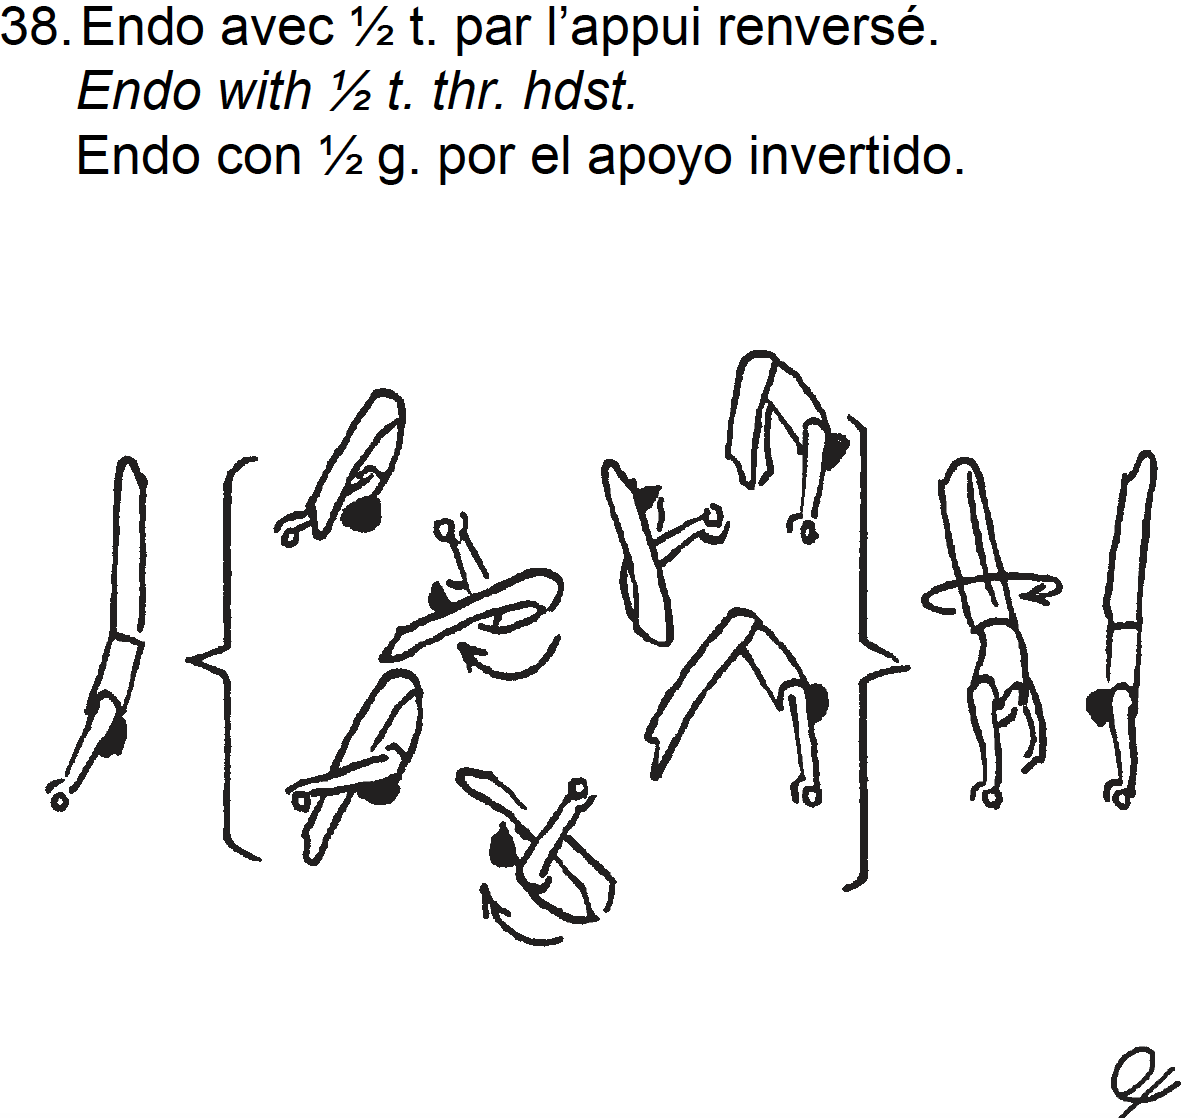 38. Endo avec ½ t. par l’appui renversé.
Endo with ½ t. thr. hdst.
Endo con ½ g. por el apoyo invertido.